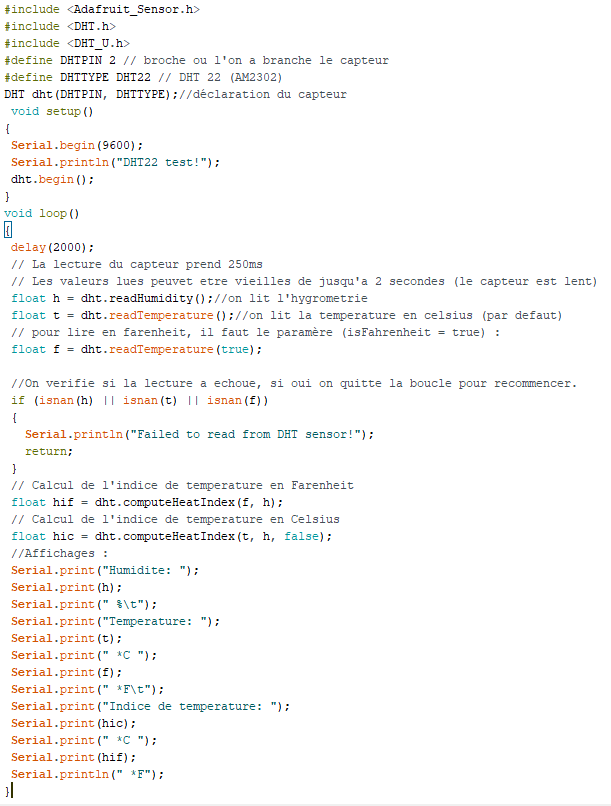 #include <Adafruit_Sensor.h>
#include <DHT.h>
#include <DHT_U.h>
#define DHTPIN 2 // broche ou l'on a branche le capteur
#define DHTTYPE DHT22 // DHT 22 (AM2302)
DHT dht(DHTPIN, DHTTYPE);//déclaration du capteur
void setup()
{
Serial.begin(9600);
Serial.println("DHT22 test!");
dht.begin();
}
void loop()
{
delay(2000);
// La lecture du capteur prend 250ms
// Les valeurs lues peuvet etre vieilles de jusqu'a 2 secondes (le capteur est lent)
float h = dht.readHumidity();//on lit l'hygrometrie
float t = dht.readTemperature();//on lit la temperature en celsius (par defaut)
// pour lire en farenheit, il faut le paramère (isFahrenheit = true) :
float f = dht.readTemperature(true);
//On verifie si la lecture a echoue, si oui on quitte la boucle pour recommencer.
if (isnan(h) || isnan(t) || isnan(f))
{
Serial.println("Failed to read from DHT sensor!");
return;
}
// Calcul de l'indice de temperature en Farenheit
float hif = dht.computeHeatIndex(f, h);
// Calcul de l'indice de temperature en Celsius
float hic = dht.computeHeatIndex(t, h, false);
//Affichages :
Serial.print("Humidite: ");
Serial.print(h);
Serial.print(" %\t");
Serial.print("Temperature: ");
Serial.print(t);
Serial.print(" *C ");
Serial.print(f);
Serial.print(" *F\t");
Serial.print("Indice de temperature: ");
Serial.print(hic);
Serial.print(" *C ");
Serial.print(hif);
Serial.println(" *F");
}